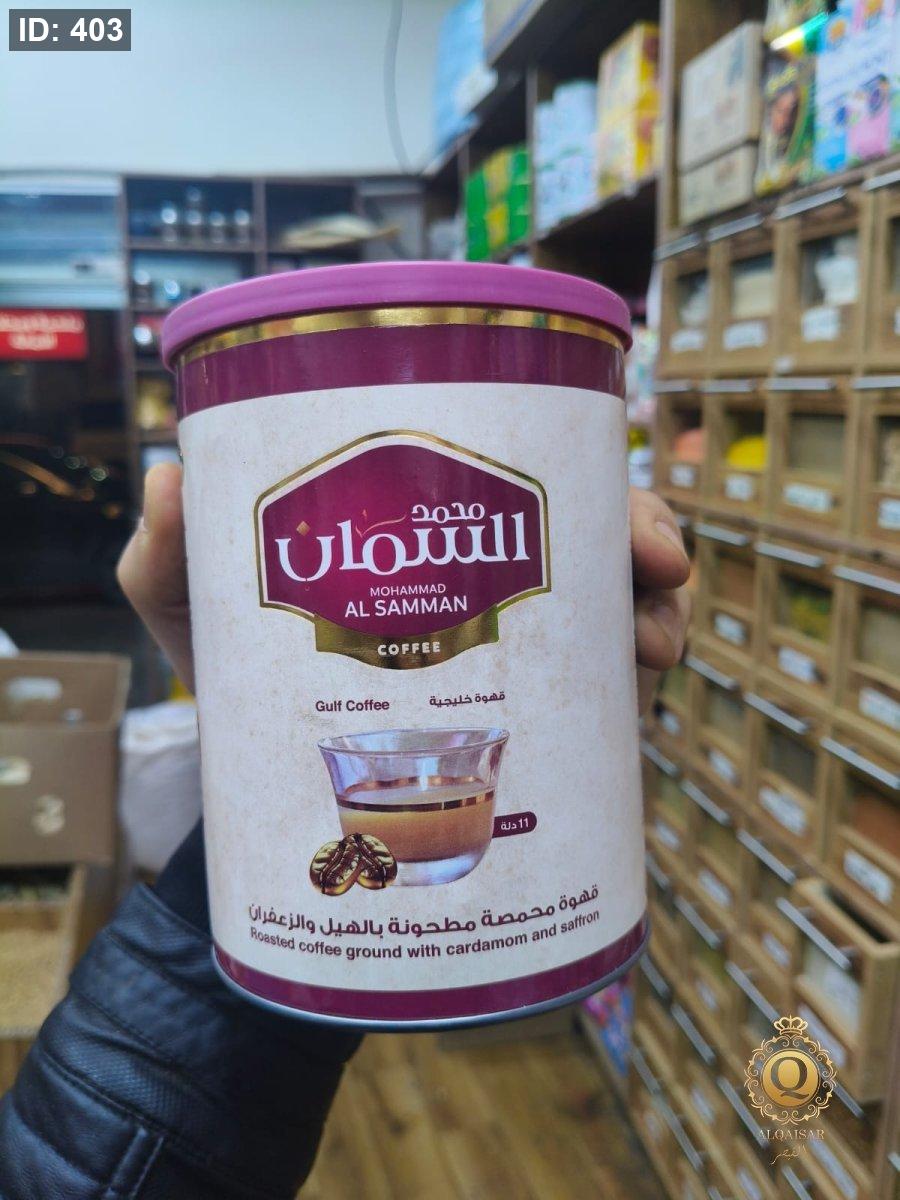 ID: 403
محمد
السمان
MOHAMMAD
AL SAMMAN
COFFEE
Gulf Coffee قهوة خليجية
11 دلة
قهوة محمصة مطحونة بالهيل والزعفران
Roasted coffee ground with cardamom and saffron
Q
ALQAISAR
القيصر